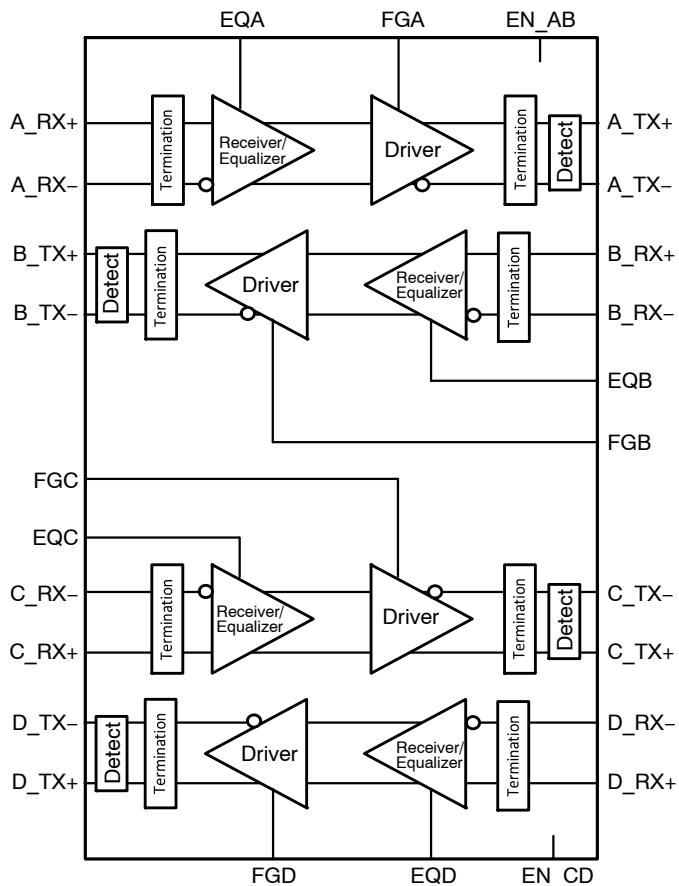 EQA FGA EN_AB
A_RX+ Termination Receiver/ Equalizer Driver Termination Detect A_TX+
A_RX− A_TX−
B_TX+ Detect Termination Driver Receiver/ Equalizer Termination B_RX+
B_TX− B_RX−
EQB
FGB
FGC
EQC
C_RX− Termination Receiver/ Equalizer Driver Termination Detect C_TX−
C_RX+ C_TX+
D_TX− Detect Termination Driver Receiver/ Equalizer Termination D_RX−
D_TX+ D_RX+
FGD EQD EN_CD